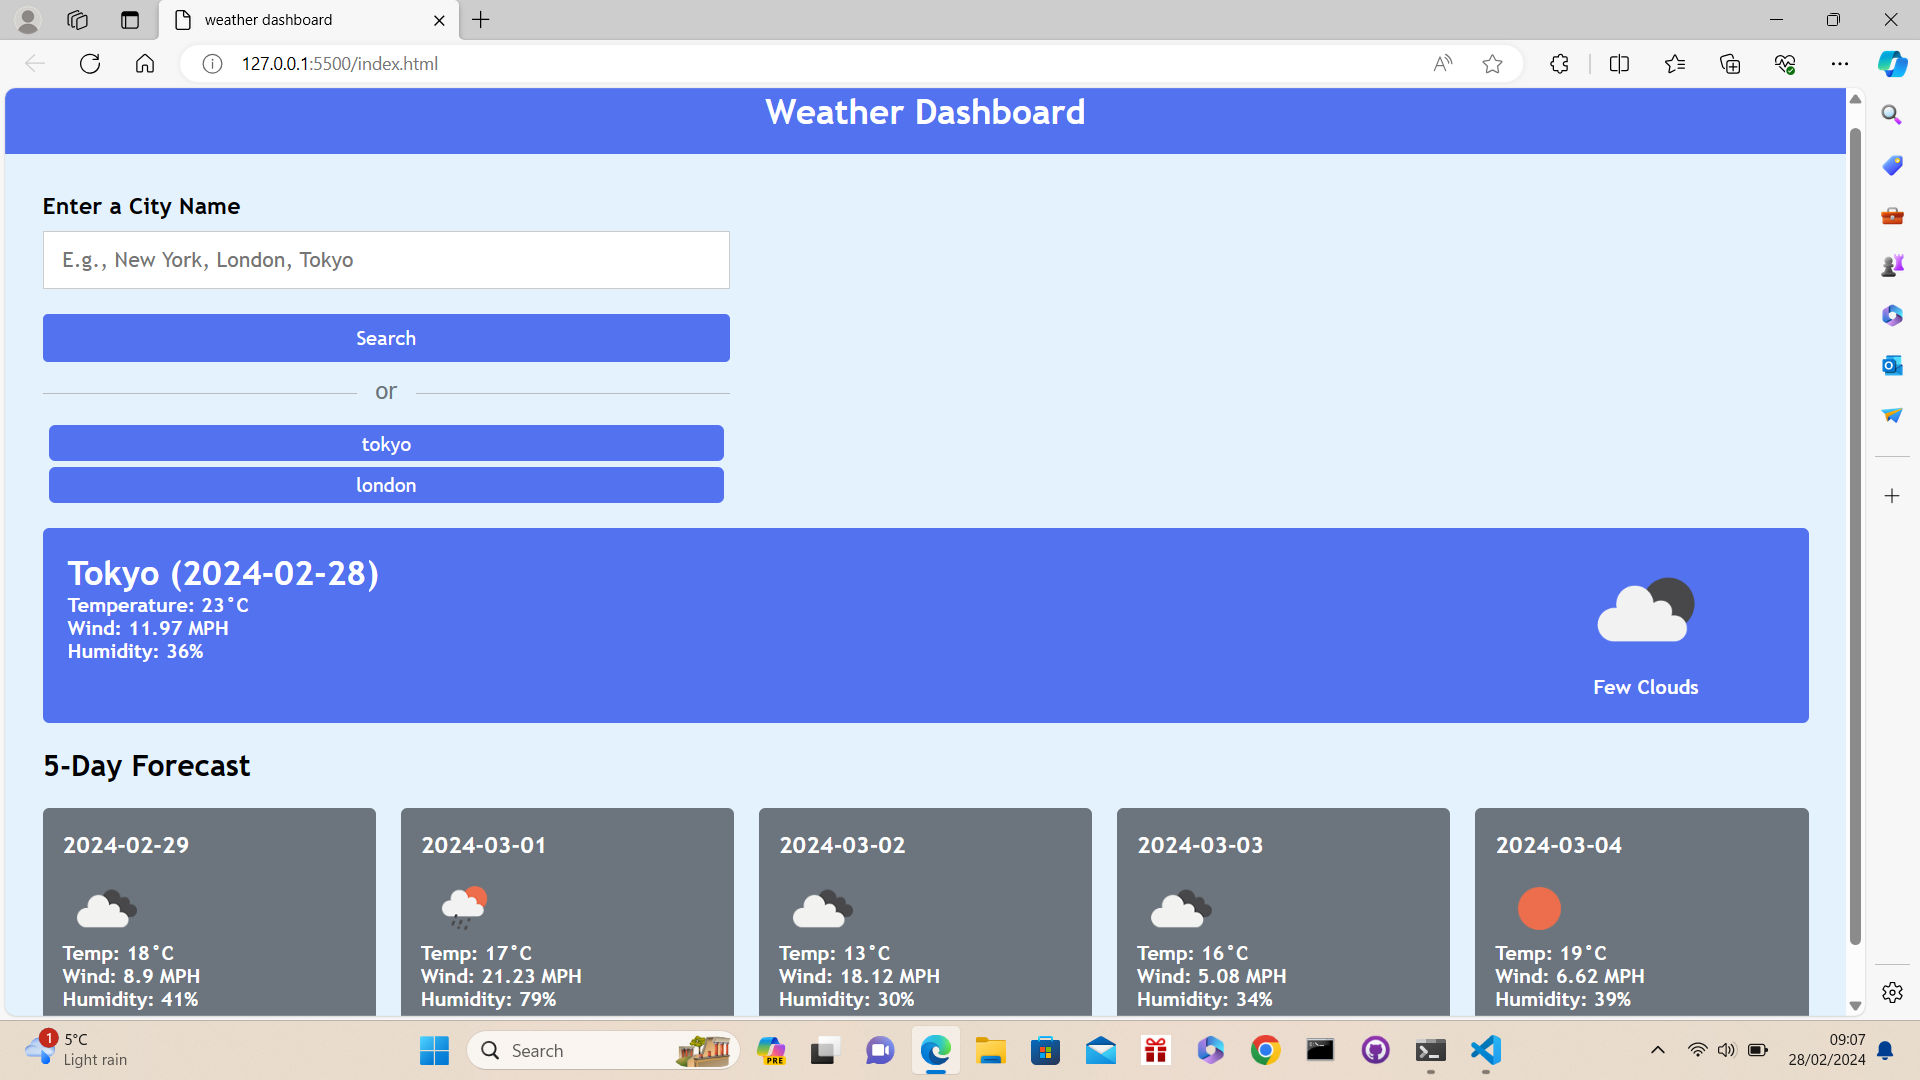 weather dashboard
127.0.0.1:5500/index.html
Weather Dashboard
Enter a City Name
E.g., New York, London, Tokyo
Search
or
tokyo
london
Tokyo (2024-02-28)
Temperature: 23°C
Wind: 11.97 MPH
Humidity: 36%
Few Clouds
5-Day Forecast
2024-02-29
Temp: 18°C
Wind: 8.9 MPH
Humidity: 41%
2024-03-01
Temp: 17°C
Wind: 21.23 MPH
Humidity: 79%
2024-03-02
Temp: 13°C
Wind: 18.12 MPH
Humidity: 30%
2024-03-03
Temp: 16°C
Wind: 5.08 MPH
Humidity: 34%
2024-03-04
Temp: 19°C
Wind: 6.62 MPH
Humidity: 39%
1
5°C
Light rain
Search
PRE
09:07
28/02/2024